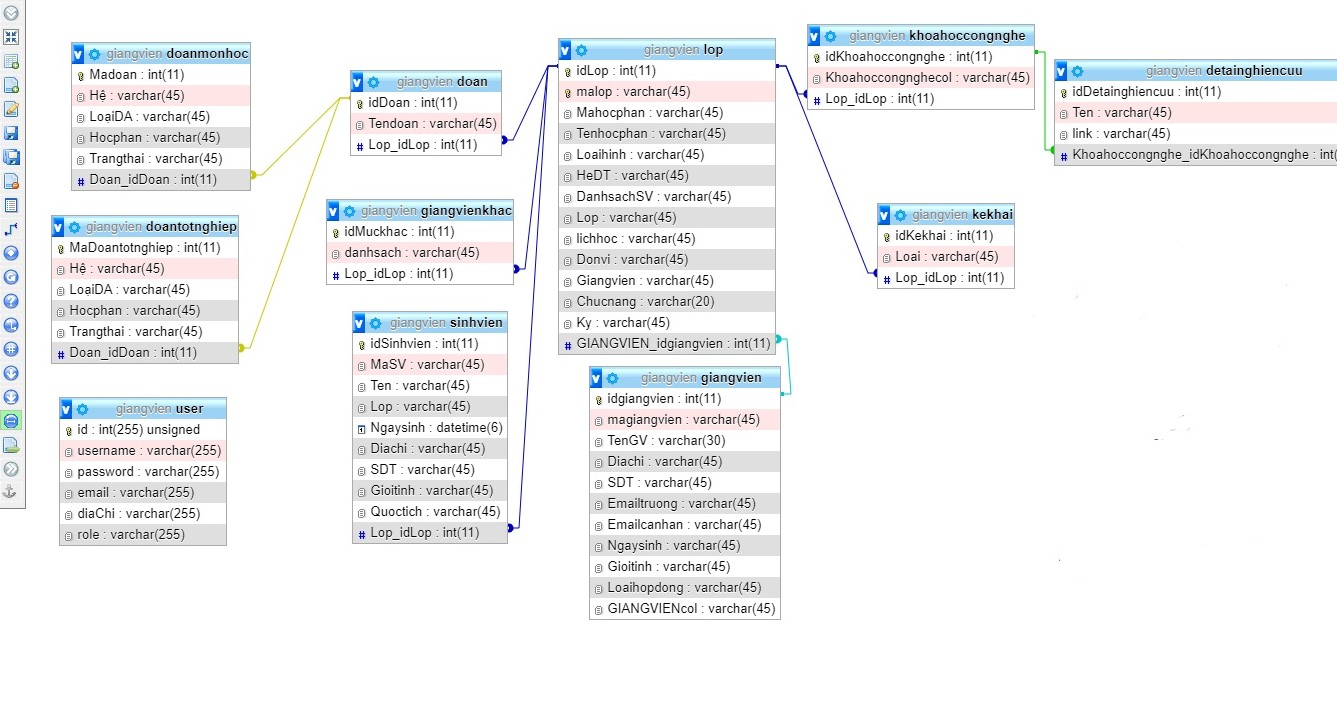 giangvien doanmonhoc
Madoan : int(11)
Hệ : varchar(45)
LoạiDA : varchar(45)
Hocphan : varchar(45)
Trangthai : varchar(45)
Doan_idDoan : int(11)
giangvien doantotnghiep
MaDoantotnghiep : int(11)
Hệ : varchar(45)
LoạiDA : varchar(45)
Hocphan : varchar(45)
Trangthai : varchar(45)
Doan_idDoan : int(11)
giangvien user
id : int(255) unsigned
username : varchar(255)
password : varchar(255)
email : varchar(255)
diaChi : varchar(255)
role : varchar(255)
giangvien doan
idDoan : int(11)
Tendoan : varchar(45)
Lop_idLop : int(11)
giangvien giangvienkhac
idMuckhac : int(11)
danhsach : varchar(45)
Lop_idLop : int(11)
giangvien sinhvien
idSinhvien : int(11)
MaSV : varchar(45)
Ten : varchar(45)
Lop : varchar(45)
Ngaysinh : datetime(6)
Diachi : varchar(45)
SDT : varchar(45)
Gioitinh : varchar(45)
Quoctich : varchar(45)
Lop_idLop : int(11)
giangvien lop
idLop : int(11)
malop : varchar(45)
Mahocphan : varchar(45)
Tenhocphan : varchar(45)
Loaihinh : varchar(45)
HeDT : varchar(45)
DanhsachSV : varchar(45)
Lop : varchar(45)
lichhoc : varchar(45)
Donvi : varchar(45)
Giangvien : varchar(45)
Chucnang : varchar(20)
Ky : varchar(45)
GIANGVIEN_idgiangvien : int(11)
giangvien giangvien
idgiangvien : int(11)
magiangvien : varchar(45)
TenGV : varchar(30)
Diachi : varchar(45)
SDT : varchar(45)
Emailtruong : varchar(45)
Emailcanhan : varchar(45)
Ngaysinh : varchar(45)
Gioitinh : varchar(45)
Loaihopdong : varchar(45)
GIANGVIENcol : varchar(45)
giangvien khoahoccongnghe
idKhoahoccongnghe : int(11)
Khoahoccongnghecol : varchar(45)
Lop_idLop : int(11)
giangvien kekhai
idKekhai : int(11)
Loai : varchar(45)
Lop_idLop : int(11)
giangvien detainghiencuu
idDetainghiencuu : int(11)
Ten : varchar(45)
link : varchar(45)
Khoahoccongnghe_idKhoahoccongnghe : int(